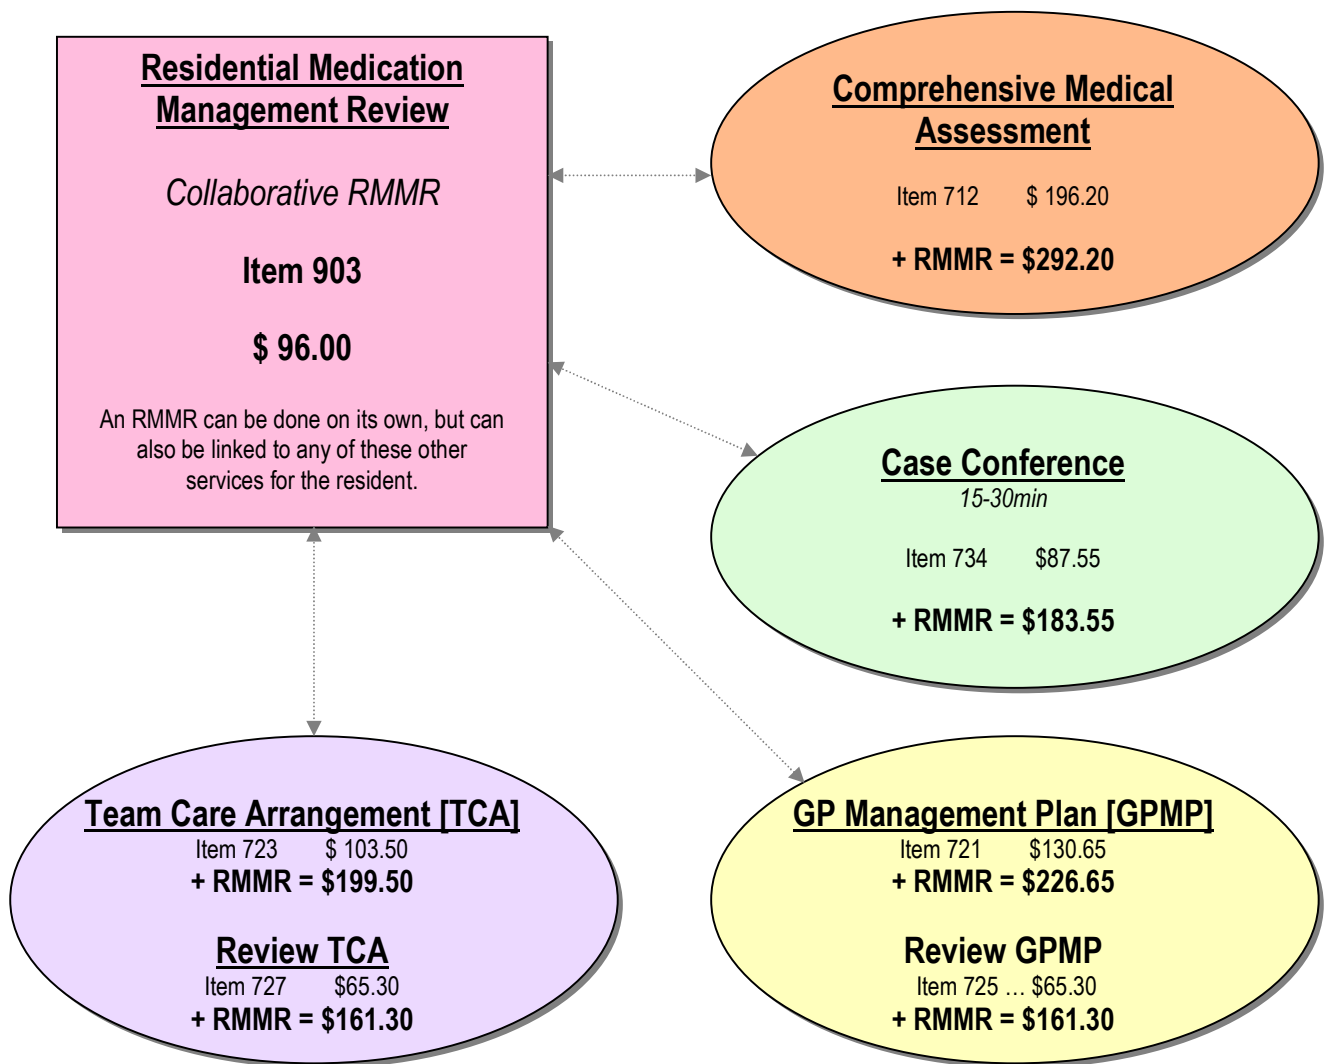 Residential Medication
Management Review
Collaborative RMMR
Item 903
$ 96.00
An RMMR can be done on its own, but can
also be linked to any of these other
services for the resident.
Comprehensive Medical
Assessment
Item 712 $ 196.20
+ RMMR = $292.20
Case Conference
15-30min
Item 734 $87.55
+ RMMR = $183.55
Team Care Arrangement [TCA]
Item 723 $ 103.50
+ RMMR = $199.50
Review TCA
Item 727 $65.30
+ RMMR = $161.30
GP Management Plan [GPMP]
Item 721 $130.65
+ RMMR = $226.65
Review GPMP
Item 725 ... $65.30
+ RMMR = $161.30